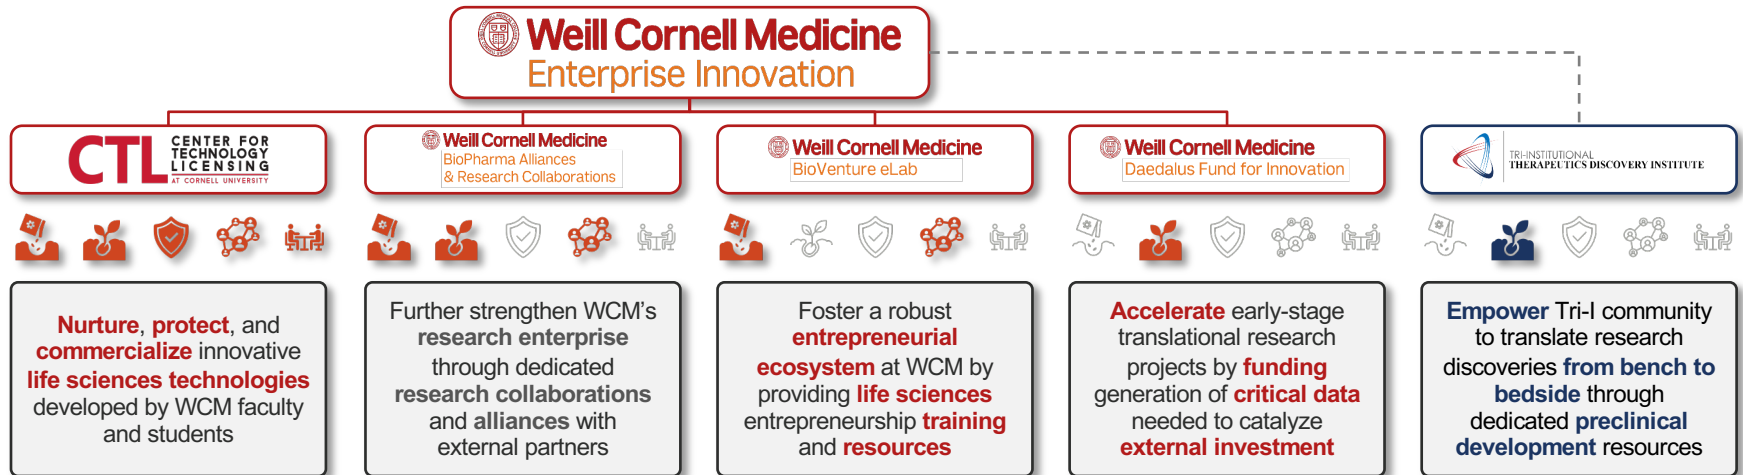 Weill Cornell Medicine
Enterprise Innovation
CTL
CENTER FOR
TECHNOLOGY
LICENSING
AT CORNELL UNIVERSITY
Weill Cornell Medicine
BioPharma Alliances
& Research Collaborations
Weill Cornell Medicine
BioVenture eLab
Weill Cornell Medicine
Daedalus Fund for Innovation
TRI-INSTITUTIONAL
THERAPEUTICS DISCOVERY INSTITUTE
Nurture, protect, and
commercialize innovative
life sciences technologies
developed by WCM faculty
and students
Further strengthen WCM's
research enterprise
through dedicated
research collaborations
and alliances with
external partners
Foster a robust
entrepreneurial
ecosystem at WCM by
providing life sciences
entrepreneurship training
and resources
Accelerate early-stage
translational research
projects by funding
generation of critical data
needed to catalyze
external investment
Empower Tri-I community
to translate research
discoveries from bench to
bedside through
dedicated preclinical
development resources